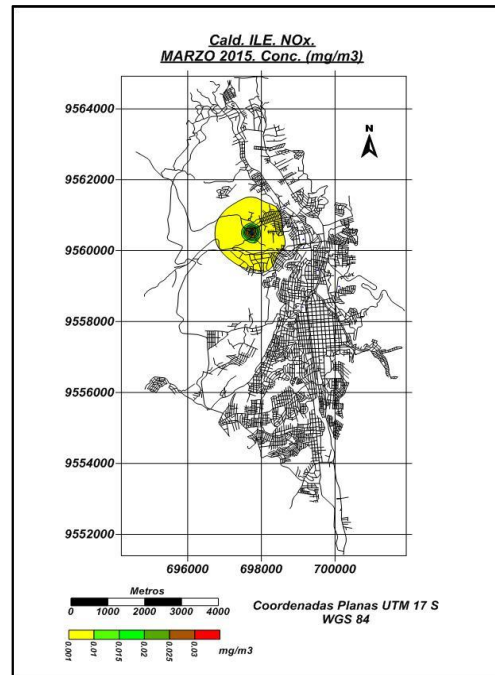 Cald. ILE. NOx.
MARZO 2015. Conc. (mg/m3)
N
9564000
9562000
9560000
9558000
9556000
9554000
9552000
696000 698000 700000
Metros
0 1000 2000 3000 4000
Coordenadas Planas UTM 17 S
WGS 84
0.001 0.01 0.015 0.02 0.025 0.03 mg/m3